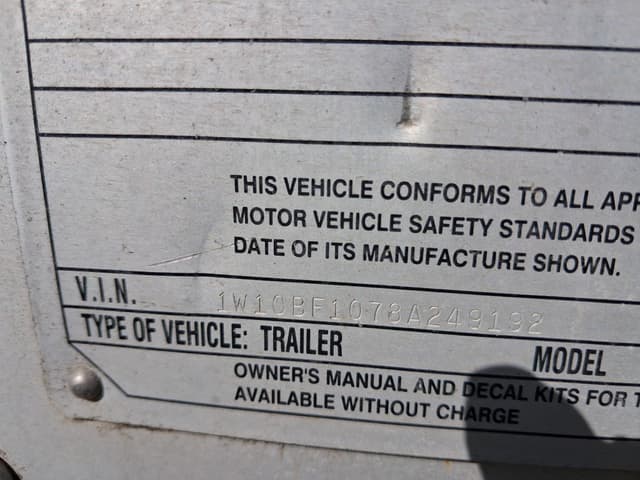 THIS VEHICLE CONFORMS TO ALL APP
MOTOR VEHICLE SAFETY STANDARDS
DATE OF ITS MANUFACTURE SHOWN.
V.I.N. 1W10BF1078A249192
TYPE OF VEHICLE: TRAILER MODEL
OWNER'S MANUAL AND DECAL KITS FOR T
AVAILABLE WITHOUT CHARGE